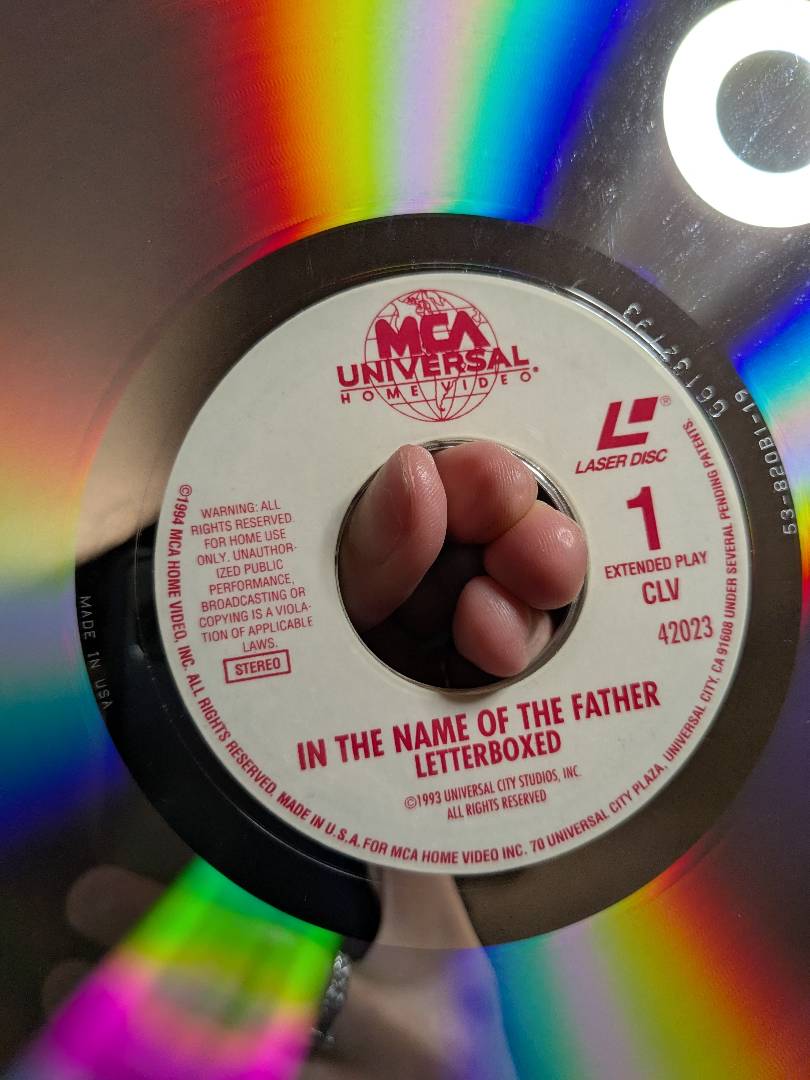 MCA
UNIVERSAL
HOME VIDEO®
LASER DISC ®
1
EXTENDED PLAY
CLV
42023
WARNING: ALL
RIGHTS RESERVED.
FOR HOME USE
ONLY. UNAUTHOR-
IZED PUBLIC
PERFORMANCE,
BROADCASTING OR
COPYING IS A VIOLA-
TION OF APPLICABLE
LAWS.
STEREO
IN THE NAME OF THE FATHER
LETTERBOXED
©1993 UNIVERSAL CITY STUDIOS, INC.
ALL RIGHTS RESERVED
©1994 MCA HOME VIDEO, INC. ALL RIGHTS RESERVED. MADE IN U.S.A. FOR MCA HOME VIDEO INC. 70 UNIVERSAL CITY PLAZA, UNIVERSAL CITY, CA 91608 UNDER SEVERAL PENDING PATENTS
MADE IN USA